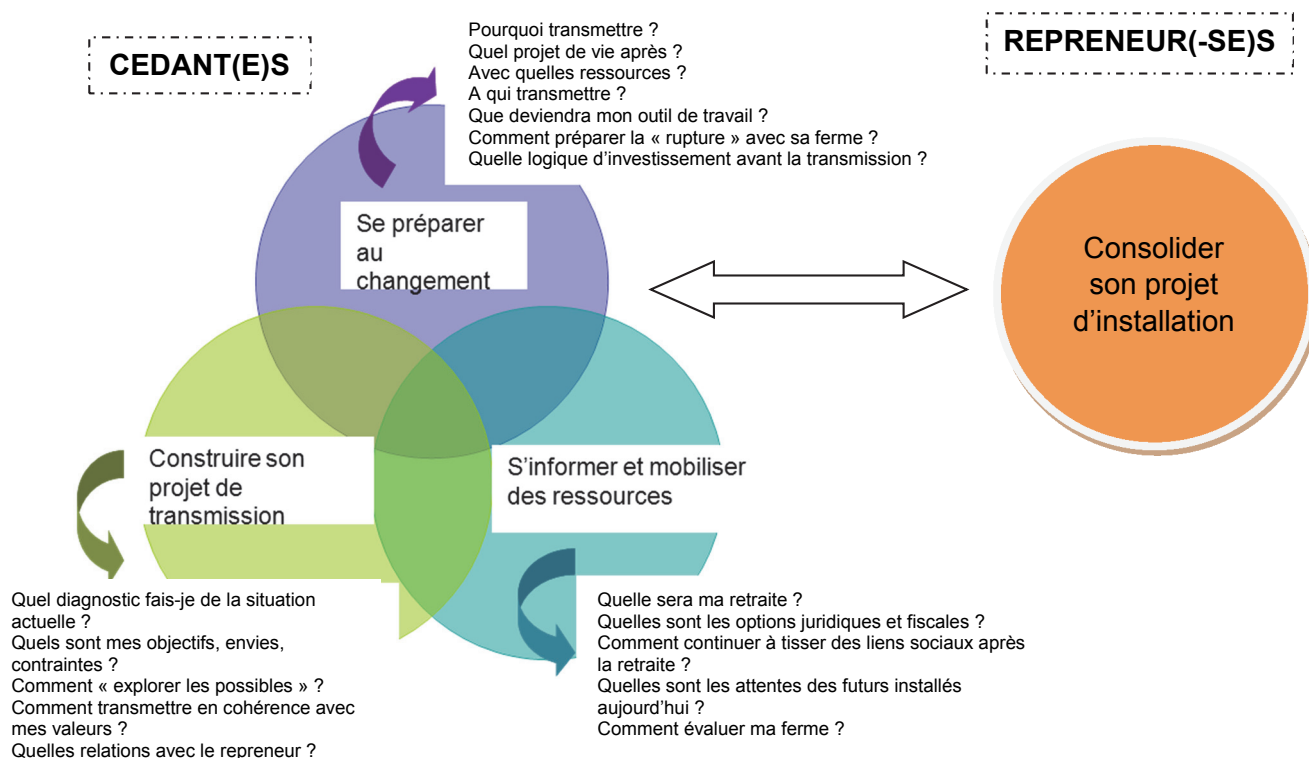 CEDANT(E)S
Pourquoi transmettre ?
Quel projet de vie après ?
Avec quelles ressources ?
A qui transmettre ?
Que deviendra mon outil de travail ?
Comment préparer la « rupture » avec sa ferme ?
Quelle logique d’investissement avant la transmission ?
REPRENEUR(-SE)S
Se préparer
au
changement
Consolider
son projet
d’installation
Construire son
projet de
transmission
S’informer et mobiliser
des ressources
Quel diagnostic fais-je de la situation
actuelle ?
Quels sont mes objectifs, envies,
contraintes ?
Comment « explorer les possibles » ?
Comment transmettre en cohérence avec
mes valeurs ?
Quelles relations avec le repreneur ?
Quelle sera ma retraite ?
Quelles sont les options juridiques et fiscales ?
Comment continuer à tisser des liens sociaux après
la retraite ?
Quelles sont les attentes des futurs installés
aujourd’hui ?
Comment évaluer ma ferme ?